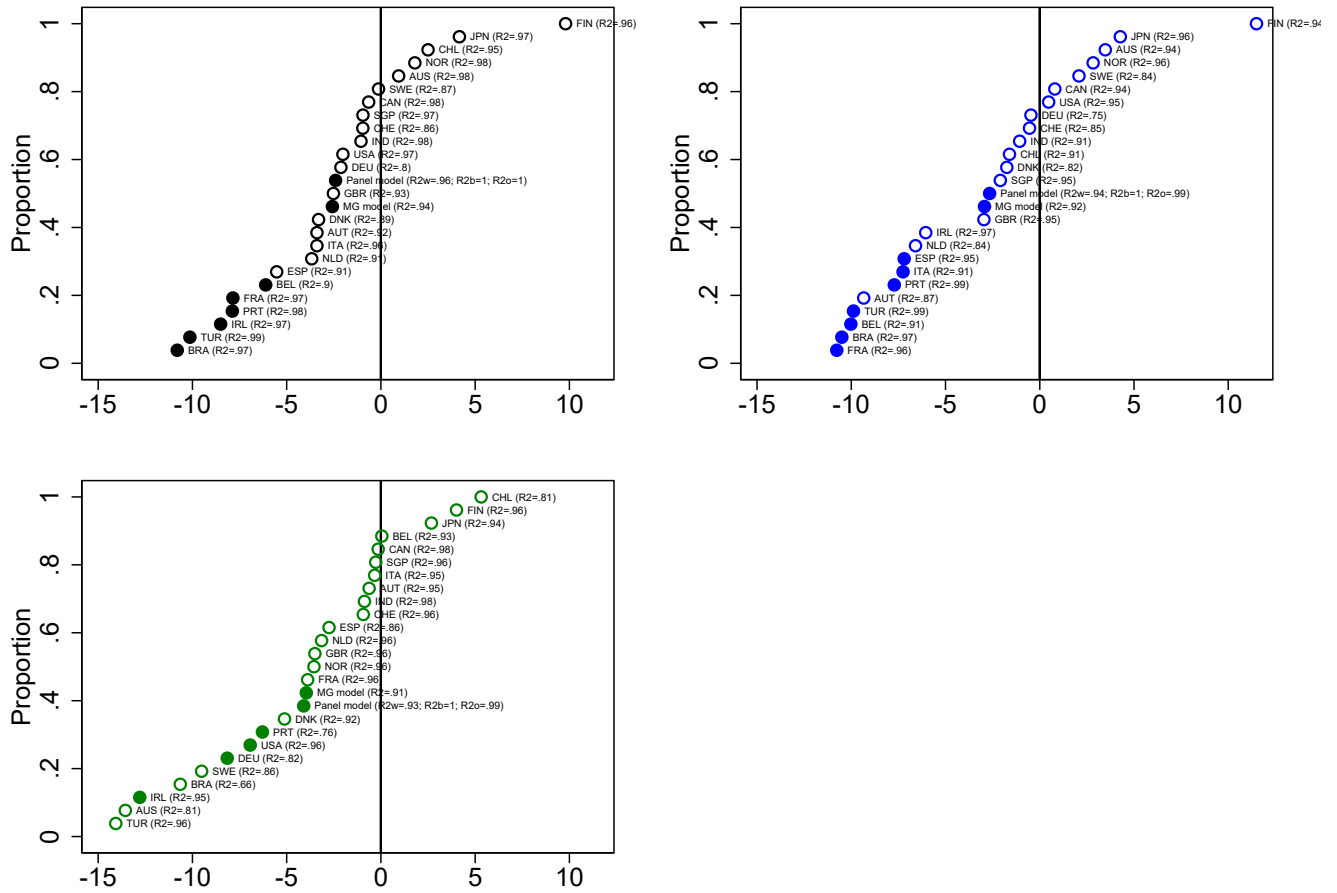 Proportion
1
.8
.6
.4
.2
0
FIN (R2=.96)
JPN (R2=.97)
CHL (R2=.95)
NOR (R2=.98)
AUS (R2=.98)
SWE (R2=.87)
CAN (R2=.98)
SGP (R2=.97)
CHE (R2=.86)
IND (R2=.98)
USA (R2=.97)
DEU (R2=.8)
Panel model (R2w=.96; R2b=1; R2o=1)
GBR (R2=.93)
MG model (R2=.94)
DNK (R2=.89)
AUT (R2=.92)
ITA (R2=.96)
NLD (R2=.91)
ESP (R2=.91)
BEL (R2=.9)
FRA (R2=.97)
PRT (R2=.98)
IRL (R2=.97)
TUR (R2=.99)
BRA (R2=.97)
-15 -10 -5 0 5 10
Proportion
1
.8
.6
.4
.2
0
FIN (R2=.94
JPN (R2=.96)
AUS (R2=.94)
NOR (R2=.96)
SWE (R2=.84)
CAN (R2=.94)
USA (R2=.95)
DEU (R2=.75)
CHE (R2=.85)
IND (R2=.91)
CHL (R2=.91)
DNK (R2=.82)
SGP (R2=.95)
Panel model (R2w=.94; R2b=1; R2o=.99)
MG model (R2=.92)
GBR (R2=.95)
IRL (R2=.97)
NLD (R2=.84)
ESP (R2=.95)
ITA (R2=.91)
PRT (R2=.99)
AUT (R2=.87)
TUR (R2=.99)
BEL (R2=.91)
BRA (R2=.97)
FRA (R2=.96)
-15 -10 -5 0 5 10
Proportion
1
.8
.6
.4
.2
0
CHL (R2=.81)
FIN (R2=.96)
JPN (R2=.94)
BEL (R2=.93)
CAN (R2=.98)
SGP (R2=.96)
ITA (R2=.95)
AUT (R2=.95)
IND (R2=.98)
CHE (R2=.96)
ESP (R2=.86)
NLD (R2=.96)
GBR (R2=.96)
NOR (R2=.96)
FRA (R2=.96)
MG model (R2=.91)
Panel model (R2w=.93; R2b=1; R2o=.99)
DNK (R2=.92)
PRT (R2=.76)
USA (R2=.96)
DEU (R2=.82)
SWE (R2=.86)
BRA (R2=.66)
IRL (R2=.95)
AUS (R2=.81)
TUR (R2=.96)
-15 -10 -5 0 5 10